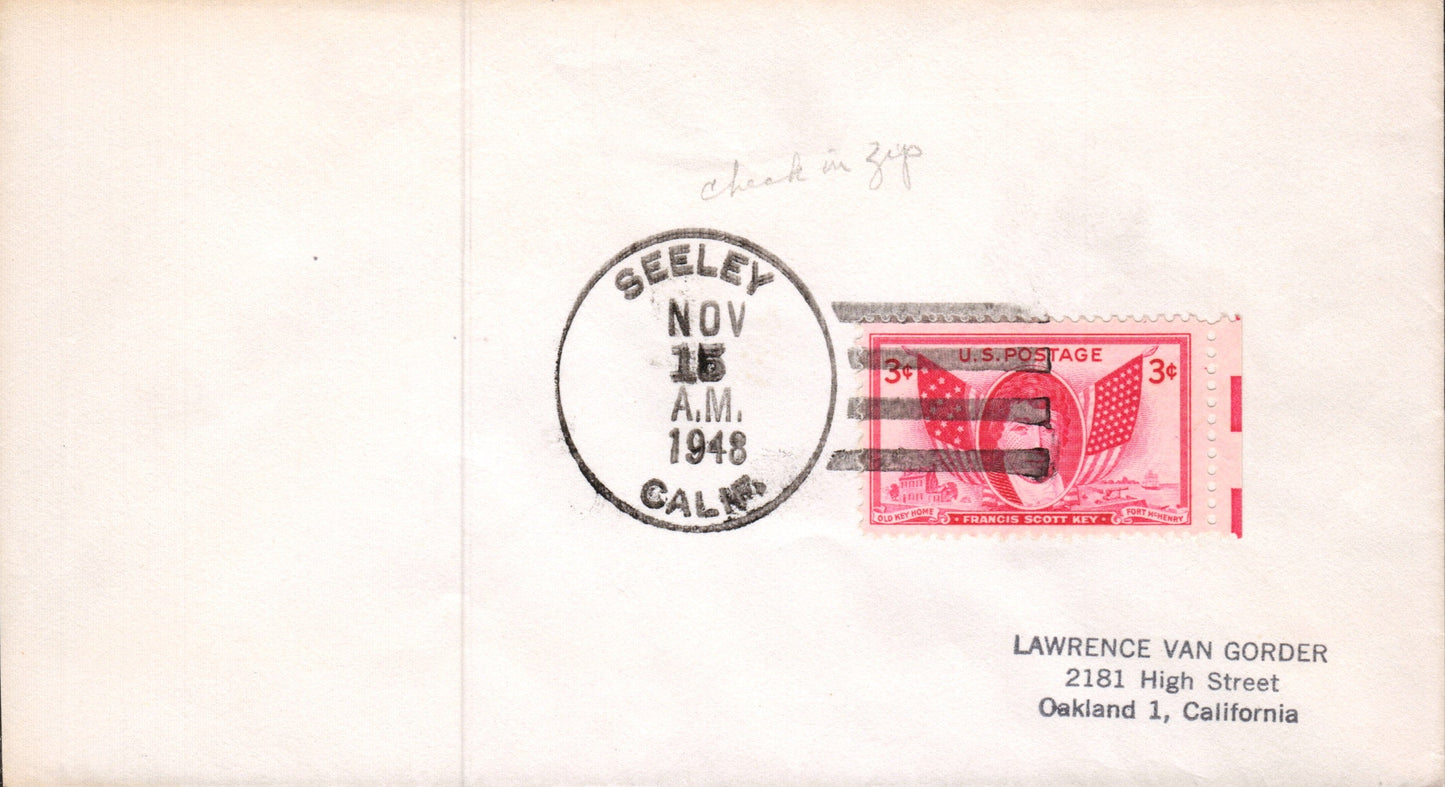 check in zip
SEELEY
NOV
15
A.M.
1948
CALIF.
U.S. POSTAGE
3¢ 3¢
OLD KEY HOME · FRANCIS SCOTT KEY · FORT McHENRY
LAWRENCE VAN GORDER
2181 High Street
Oakland 1, California